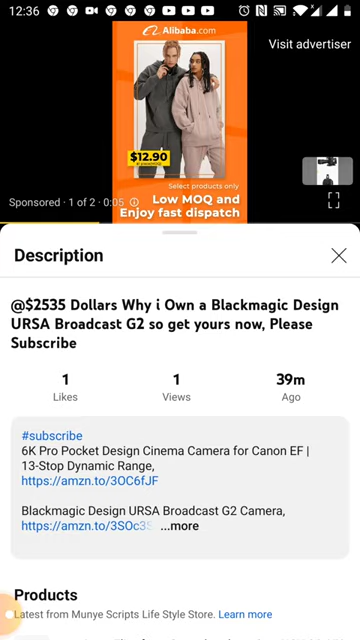 12:36
Alibaba.com
Visit advertiser
$12.90
Select products only
Low MOQ and
Enjoy fast dispatch
Sponsored · 1 of 2 · 0:05
Description
@$2535 Dollars Why i Own a Blackmagic Design
URSA Broadcast G2 so get yours now, Please
Subscribe
1
1
39m
Likes
Views
Ago
#subscribe
6K Pro Pocket Design Cinema Camera for Canon EF |
13-Stop Dynamic Range,
https://amzn.to/3OC6fJF
Blackmagic Design URSA Broadcast G2 Camera,
https://amzn.to/3SOc3S ...more
Products
Latest from Munye Scripts Life Style Store. Learn more